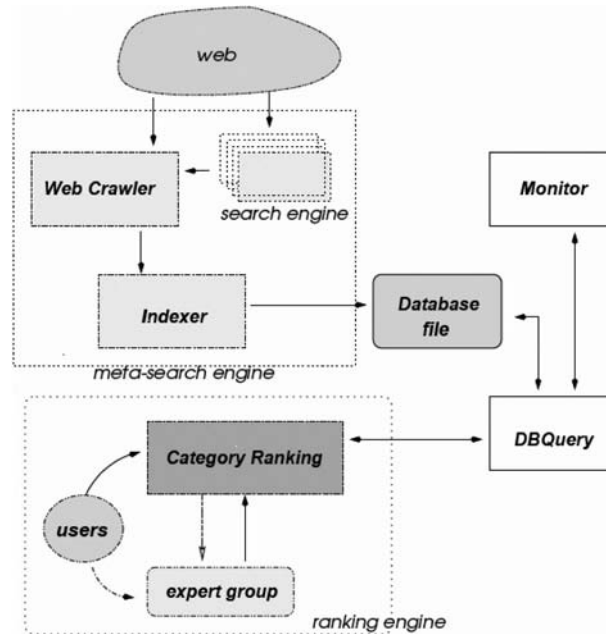 web
Web Crawler
search engine
Monitor
Indexer
Database
file
meta-search engine
DBQuery
Category Ranking
users
expert group
ranking engine